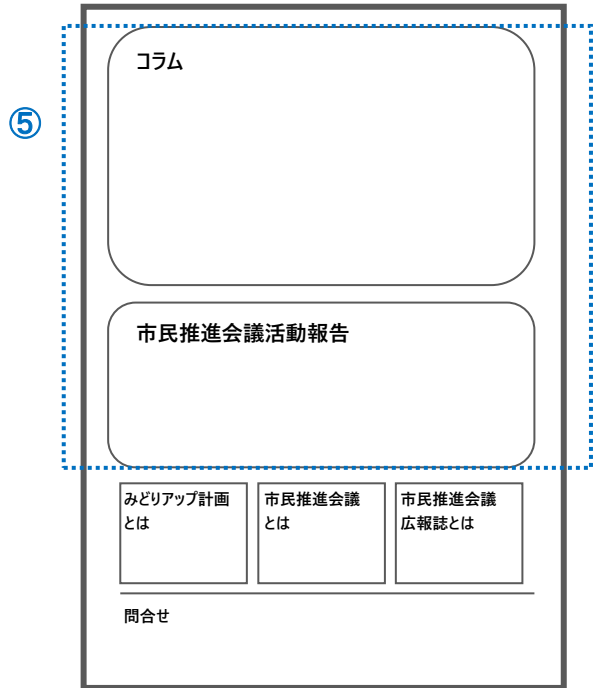 コラム
⑤
市民推進会議活動報告
みどりアップ計画
とは
市民推進会議
とは
市民推進会議
広報誌とは
問合せ